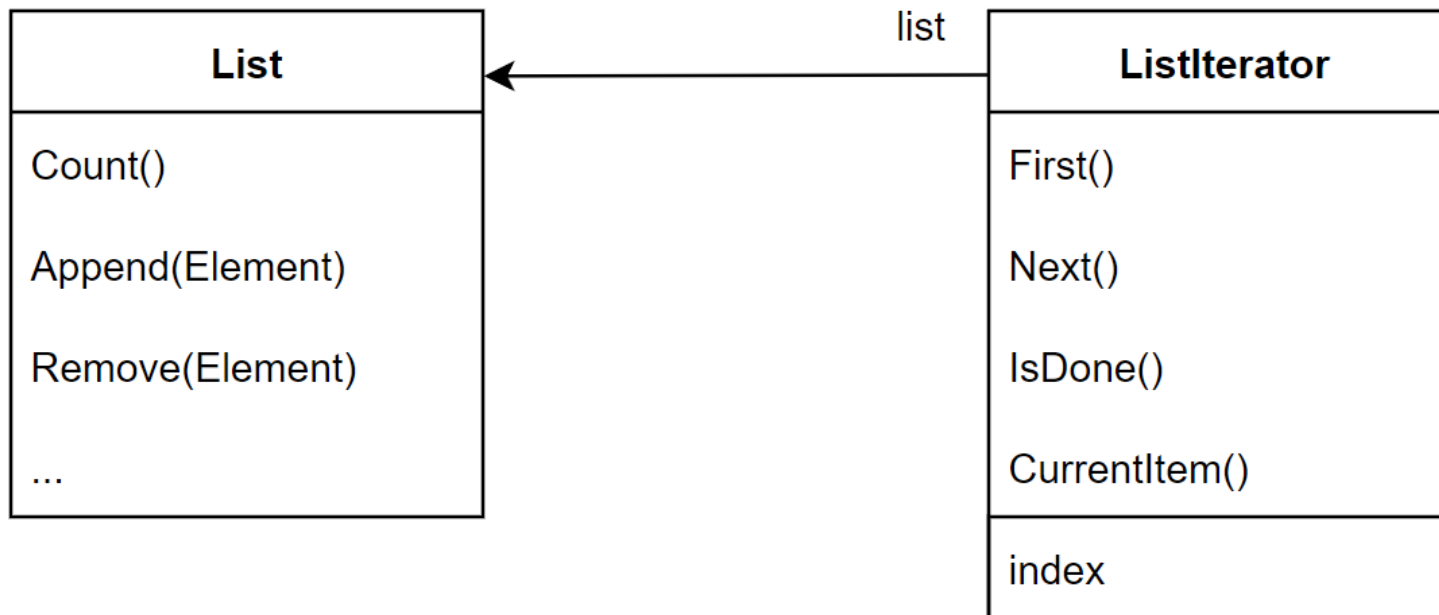 List
Count()
Append(Element)
Remove(Element)
...
list
ListIterator
First()
Next()
IsDone()
CurrentItem()
index